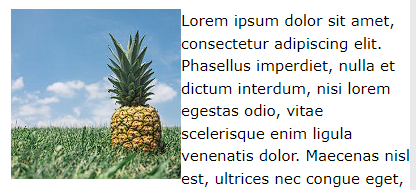 Lorem ipsum dolor sit amet,
consectetur adipiscing elit.
Phasellus imperdiet, nulla et
dictum interdum, nisi lorem
egestas odio, vitae
scelerisque enim ligula
venenatis dolor. Maecenas nisl
est, ultrices nec congue eget,